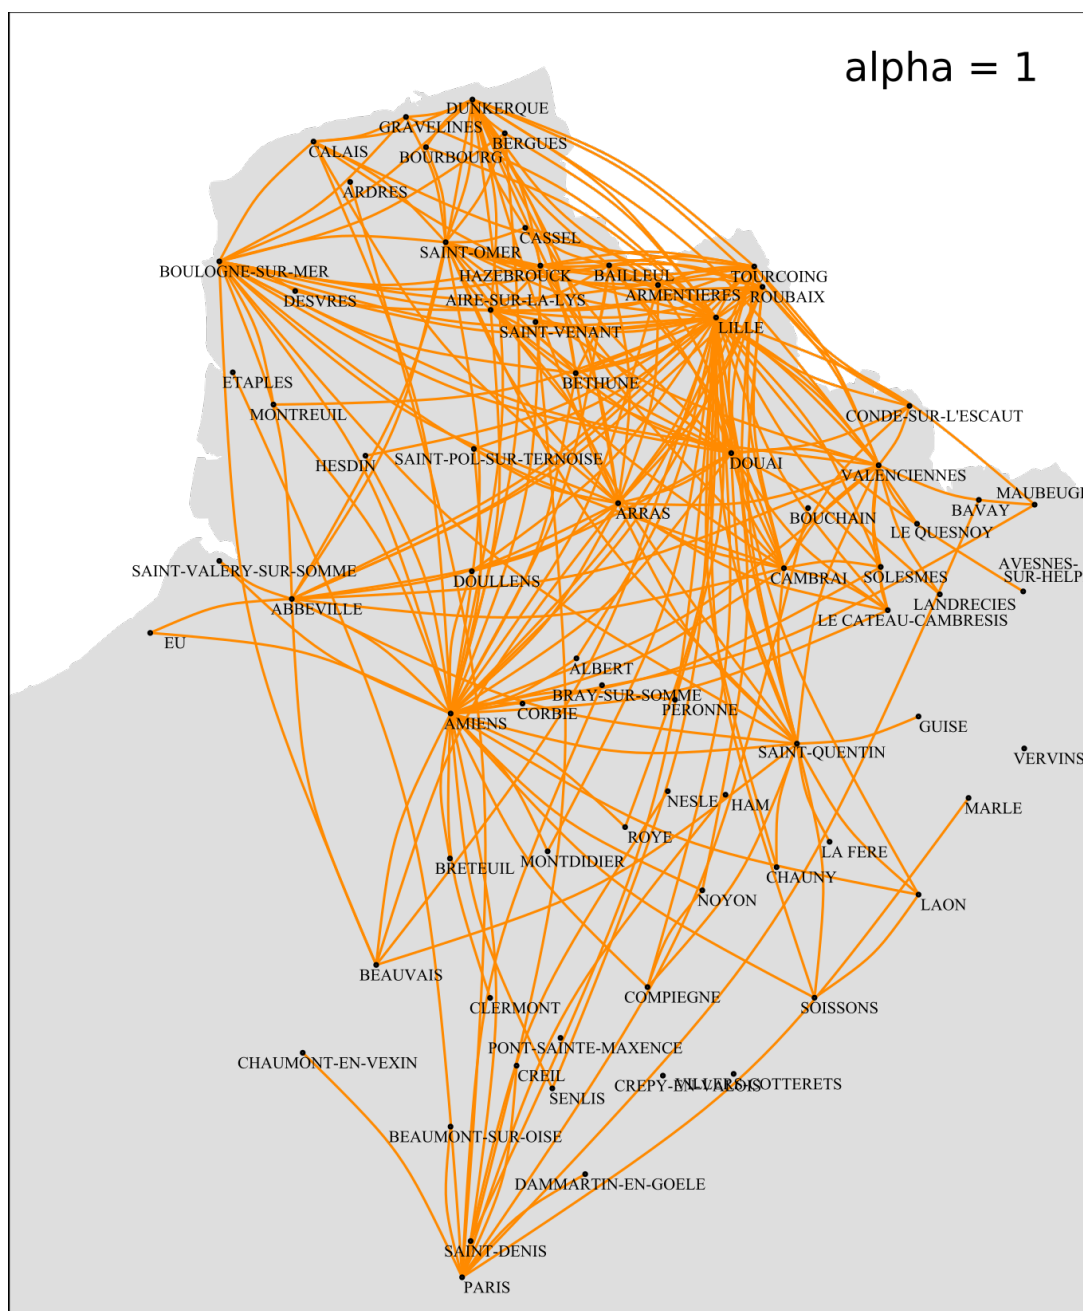 alpha = 1
DUNKERQUE
GRAVELINES
BERGUES
CALAIS
BOURBOURG
ARDRES
CASSEL
SAINT-OMER
BOULOGNE-SUR-MER
HAZEBROUCK
BAILLEUL
TOURCOING
DESVRES
AIRE-SUR-LA-LYS
ARMENTIERES
ROUBAIX
SAINT-VENANT
LILLE
ETAPLES
BETHUNE
MONTREUIL
CONDE-SUR-L'ESCAUT
HESDIN
SAINT-POL-SUR-TERNOISE
DOUAI
VALENCIENNES
MAUBEUGE
ARRAS
BOUCHAIN
BAVAY
LE QUESNOY
SAINT-VALERY-SUR-SOMME
DOULLENS
CAMBRAI
SOLESMES
AVESNES-
SUR-HELP
ABBEVILLE
LANDRECIES
LE CATEAU-CAMBRESIS
EU
ALBERT
BRAY-SUR-SOMME
AMIENS
CORBIE
PERONNE
GUISE
SAINT-QUENTIN
VERVINS
NESLE
HAM
MARLE
ROYE
BRETEUIL
MONTDIDIER
LA FERE
CHAUNY
NOYON
LAON
BEAUVAIS
CLERMONT
COMPIEGNE
SOISSONS
PONT-SAINTE-MAXENCE
CHAUMONT-EN-VEXIN
CREIL
CREPY-EN-VALOIS
VILLERS-COTTERETS
SENLIS
BEAUMONT-SUR-OISE
DAMMARTIN-EN-GOELE
SAINT-DENIS
PARIS